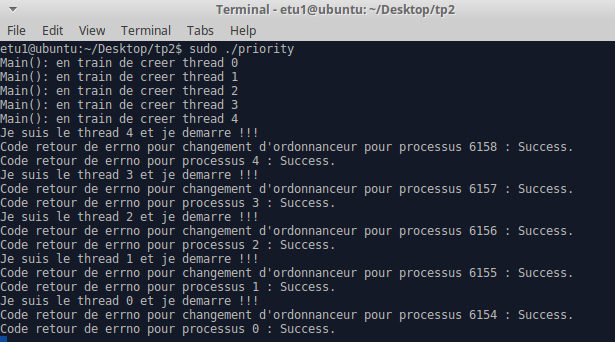 Terminal - etu1@ubuntu: ~/Desktop/tp2
File Edit View Terminal Tabs Help
etu1@ubuntu:~/Desktop/tp2$ sudo ./priority
Main(): en train de creer thread 0
Main(): en train de creer thread 1
Main(): en train de creer thread 2
Main(): en train de creer thread 3
Main(): en train de creer thread 4
Je suis le thread 4 et je demarre !!!
Code retour de errno pour changement d'ordonnanceur pour processus 6158 : Success.
Code retour de errno pour processus 4 : Success.
Je suis le thread 3 et je demarre !!!
Code retour de errno pour changement d'ordonnanceur pour processus 6157 : Success.
Code retour de errno pour processus 3 : Success.
Je suis le thread 2 et je demarre !!!
Code retour de errno pour changement d'ordonnanceur pour processus 6156 : Success.
Code retour de errno pour processus 2 : Success.
Je suis le thread 1 et je demarre !!!
Code retour de errno pour changement d'ordonnanceur pour processus 6155 : Success.
Code retour de errno pour processus 1 : Success.
Je suis le thread 0 et je demarre !!!
Code retour de errno pour changement d'ordonnanceur pour processus 6154 : Success.
Code retour de errno pour processus 0 : Success.